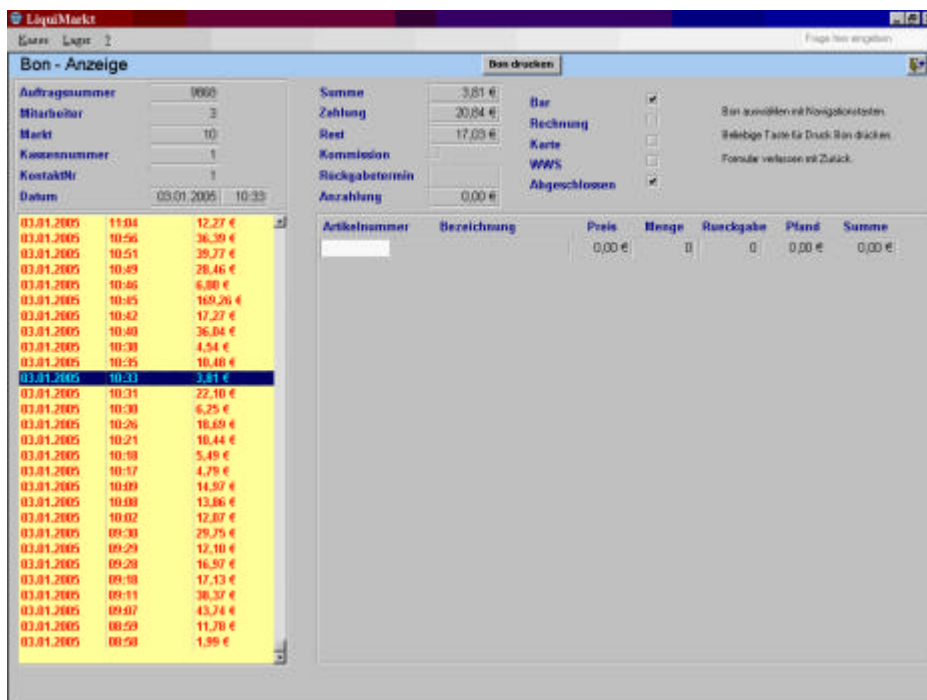 LiquiMarkt
Kasse Lager ?
Frage hier eingeben
Bon - Anzeige
Bon drucken
Auftragsnummer 9868
Mitarbeiter 3
Markt 10
Kassennummer 1
KontaktNr 1
Datum 03.01.2005 10:33
Summe 3,81 €
Zahlung 20,84 €
Rest 17,03 €
Kommission
Rückgabetermin
Anzahlung 0,00 €
Bar
Rechnung
Karte
WWS
Abgeschlossen
Bon auswählen mit Navigationstasten.
Beliebige Taste für Druck Bon drücken.
Formular verlassen mit Zurück.
03.01.2005 11:04 12,27 €
03.01.2005 10:56 36,39 €
03.01.2005 10:51 39,77 €
03.01.2005 10:49 28,46 €
03.01.2005 10:46 6,08 €
03.01.2005 10:45 169,26 €
03.01.2005 10:42 17,27 €
03.01.2005 10:40 36,04 €
03.01.2005 10:38 4,54 €
03.01.2005 10:35 10,48 €
03.01.2005 10:33 3,81 €
03.01.2005 10:31 22,10 €
03.01.2005 10:30 6,25 €
03.01.2005 10:26 18,69 €
03.01.2005 10:21 10,44 €
03.01.2005 10:18 5,49 €
03.01.2005 10:17 4,79 €
03.01.2005 10:09 14,97 €
03.01.2005 10:08 13,86 €
03.01.2005 10:02 12,07 €
03.01.2005 09:30 29,75 €
03.01.2005 09:29 12,10 €
03.01.2005 09:28 16,97 €
03.01.2005 09:18 17,13 €
03.01.2005 09:11 38,37 €
03.01.2005 09:07 43,74 €
03.01.2005 08:59 11,78 €
03.01.2005 08:58 1,99 €
Artikelnummer Bezeichnung Preis Menge Rueckgabe Pfand Summe
0,00 € 0 0 0,00 € 0,00 €